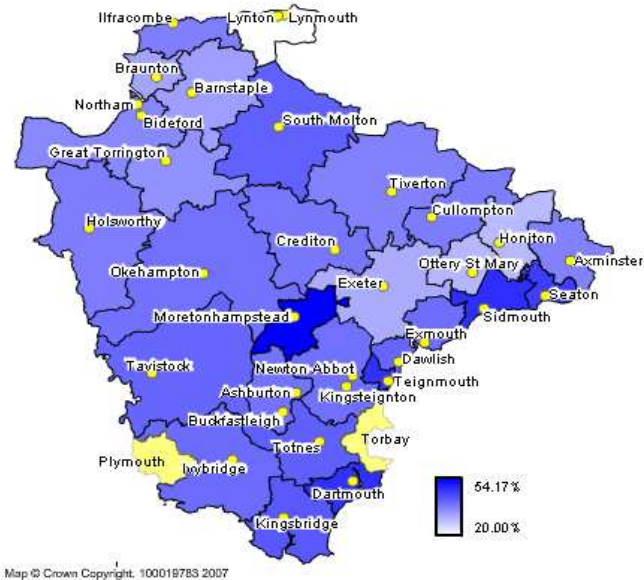 Ilfracombe
Lynton
Lynmouth
Braunton
Barnstaple
Northam
Bideford
South Molton
Great Torrington
Tiverton
Cullompton
Holsworthy
Crediton
Honiton
Ottery St Mary
Axminster
Okehampton
Exeter
Seaton
Moretonhampstead
Sidmouth
Exmouth
Dawlish
Tavistock
Newton Abbot
Teignmouth
Ashburton
Kingsteignton
Buckfastleigh
Torbay
Totnes
Plymouth
Ivybridge
Dartmouth
Kingsbridge
54.17%
20.00%
Map © Crown Copyright. 100019783 2007